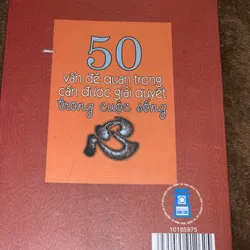 50
vấn đề quan trọng
cần được giải quyết
trong cuộc sống
10185975